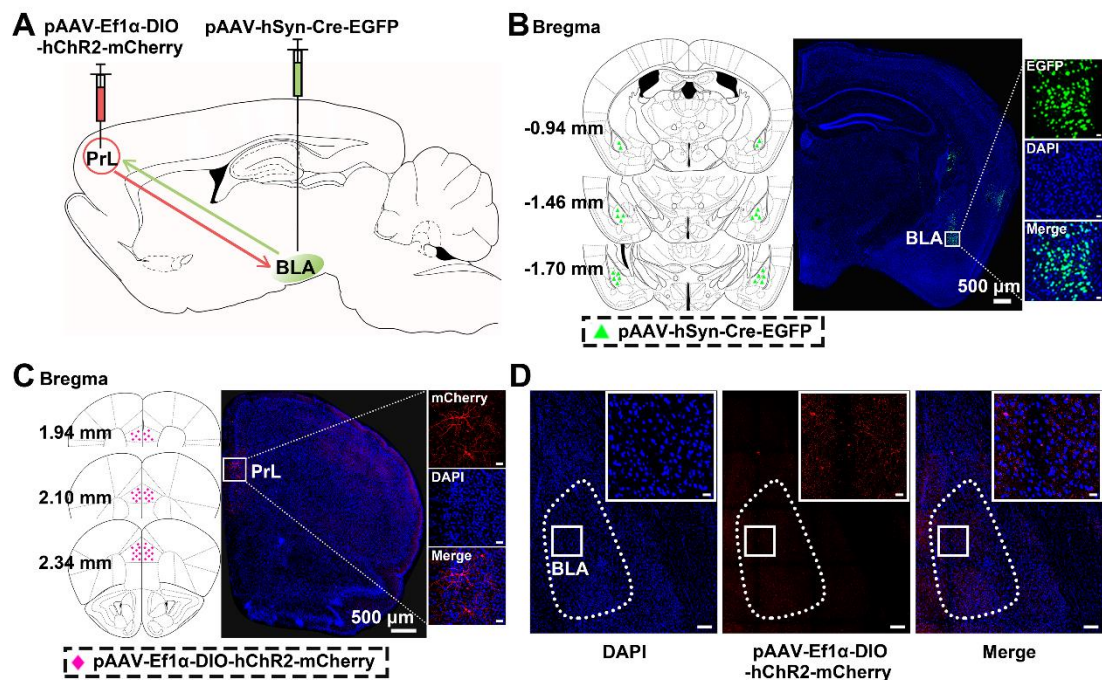 A
pAAV-Ef1α-DIO
-hChR2-mCherry
pAAV-hSyn-Cre-EGFP
PrL
BLA
B
Bregma
-0.94 mm
-1.46 mm
-1.70 mm
BLA
500 μm
EGFP
DAPI
Merge
pAAV-hSyn-Cre-EGFP
C
Bregma
1.94 mm
2.10 mm
2.34 mm
PrL
500 μm
mCherry
DAPI
Merge
pAAV-Ef1α-DIO-hChR2-mCherry
D
BLA
DAPI
pAAV-Ef1α-DIO
-hChR2-mCherry
Merge